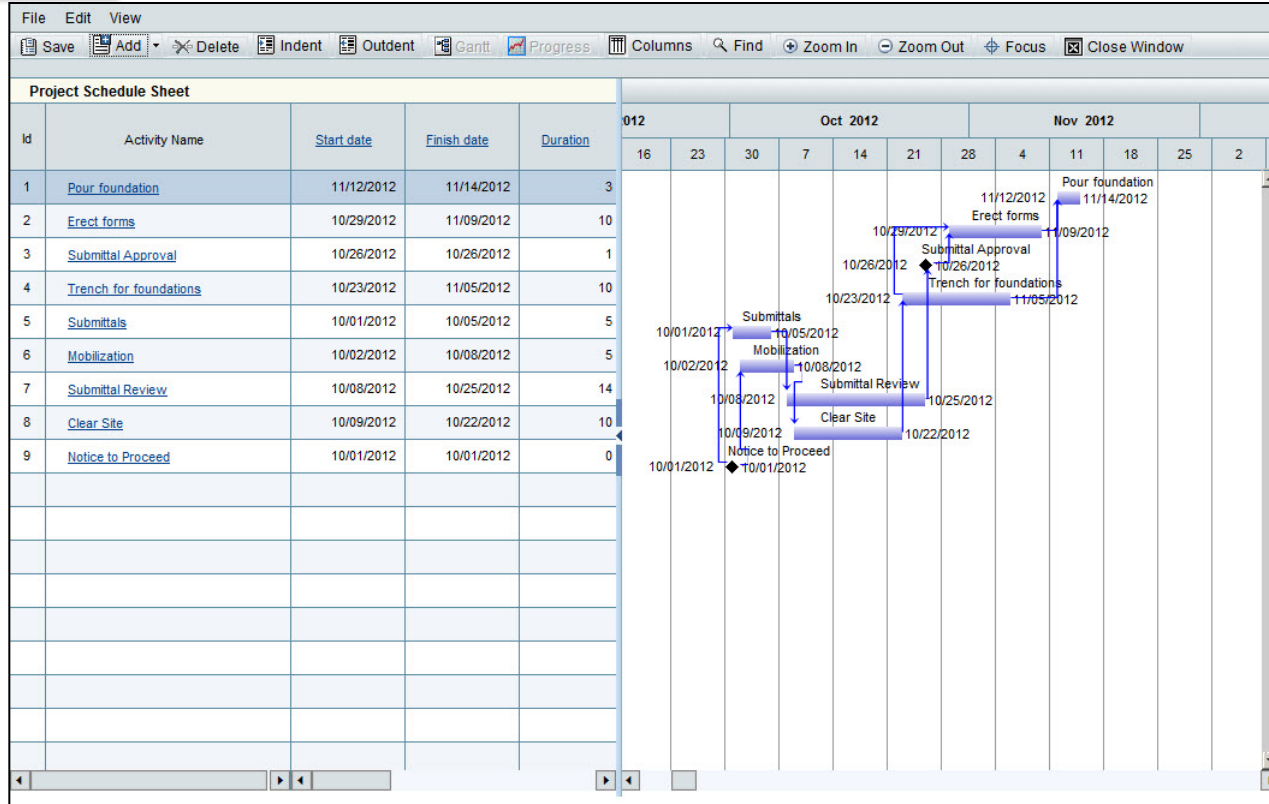 File Edit View
Save Add Delete Indent Outdent Gantt Progress Columns Find Zoom In Zoom Out Focus Close Window
Project Schedule Sheet
Id Activity Name Start date Finish date Duration
1 Pour foundation 11/12/2012 11/14/2012 3
2 Erect forms 10/29/2012 11/09/2012 10
3 Submittal Approval 10/26/2012 10/26/2012 1
4 Trench for foundations 10/23/2012 11/05/2012 10
5 Submittals 10/01/2012 10/05/2012 5
6 Mobilization 10/02/2012 10/08/2012 5
7 Submittal Review 10/08/2012 10/25/2012 14
8 Clear Site 10/09/2012 10/22/2012 10
9 Notice to Proceed 10/01/2012 10/01/2012 0
2012 Oct 2012 Nov 2012
16 23 30 7 14 21 28 4 11 18 25 2
Pour foundation
11/12/2012 11/14/2012
Erect forms
10/29/2012 11/09/2012
Submittal Approval
10/26/2012 10/26/2012
Trench for foundations
10/23/2012 11/05/2012
Submittals
10/01/2012 10/05/2012
Mobilization
10/02/2012 10/08/2012
Submittal Review
10/08/2012 10/25/2012
Clear Site
10/09/2012 10/22/2012
Notice to Proceed
10/01/2012 10/01/2012